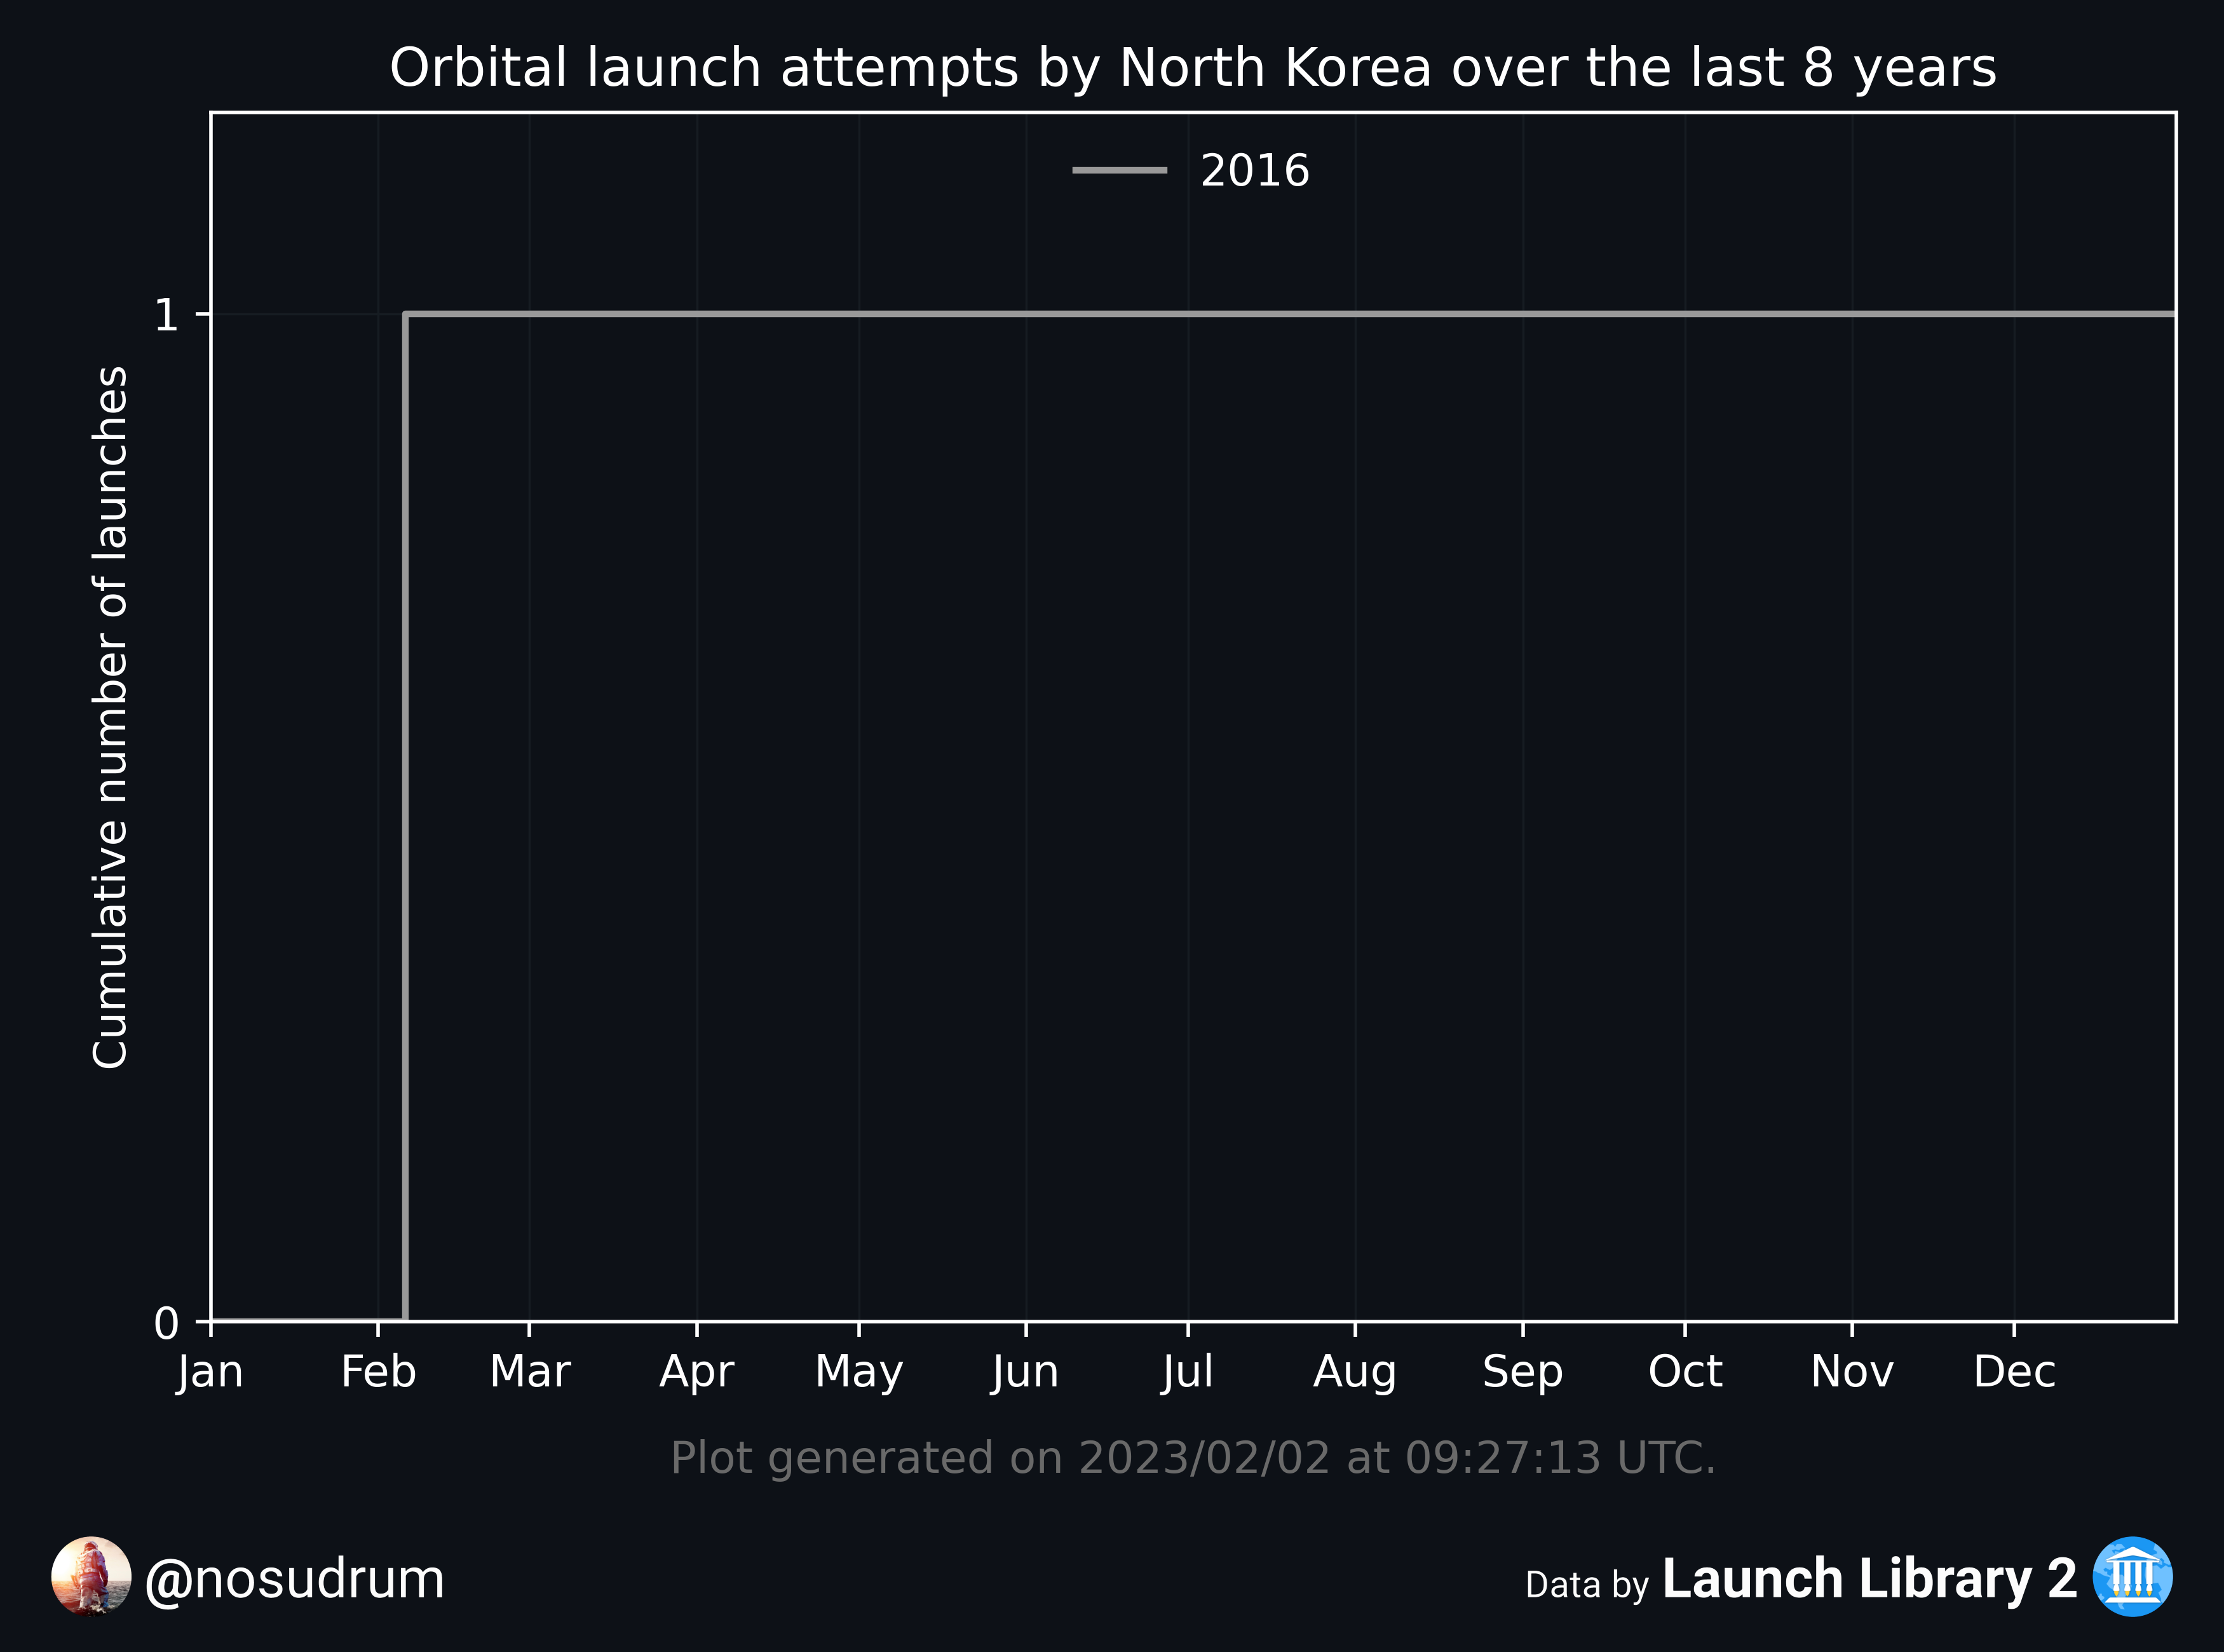 Orbital launch attempts by North Korea over the last 8 years
2016
1
Cumulative number of launches
0
Jan Feb Mar Apr May Jun Jul Aug Sep Oct Nov Dec
Plot generated on 2023/02/02 at 09:27:13 UTC.
@nosudrum
Data by Launch Library 2